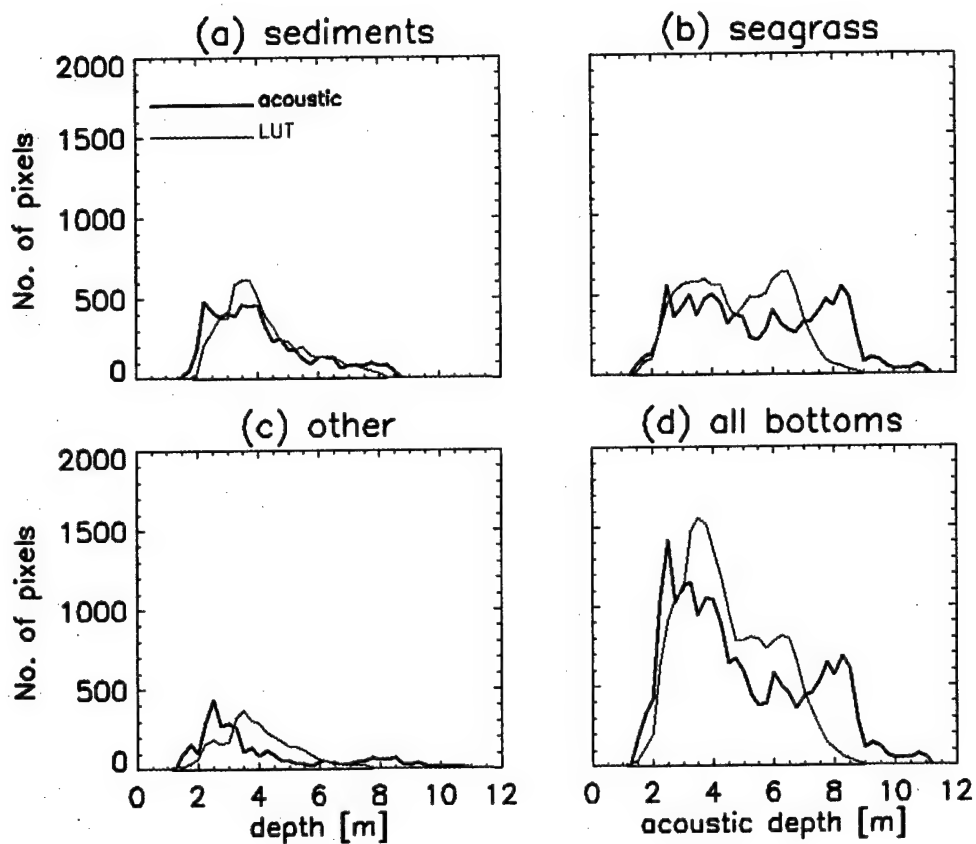 (a) sediments
(b) seagrass
2000
1500
1000
500
0
No. of pixels
acoustic
LUT
(c) other
(d) all bottoms
2000
1500
1000
500
0
No. of pixels
0 2 4 6 8 10 12
depth [m]
0 2 4 6 8 10 12
acoustic depth [m]